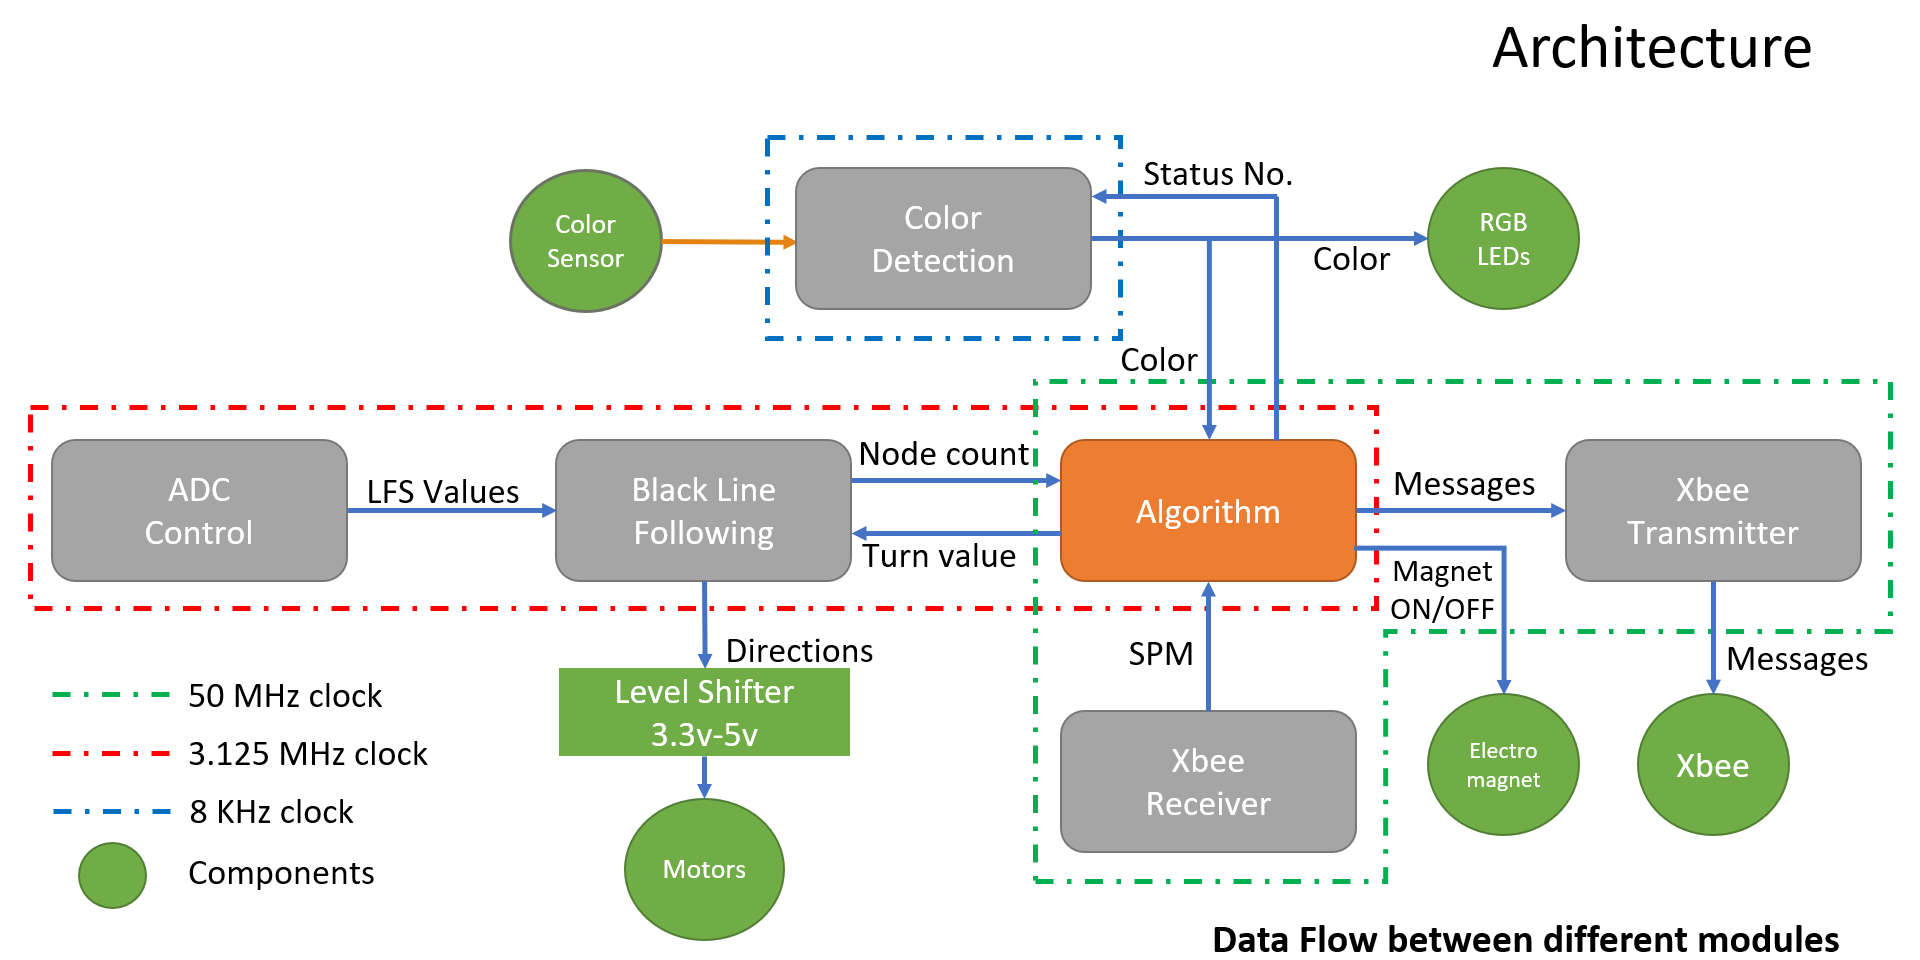 Architecture
Color
Sensor
Color
Detection
Status No.
RGB
LEDs
Color
Color
ADC
Control
LFS Values
Black Line
Following
Node count
Turn value
Algorithm
Messages
Xbee
Transmitter
Magnet
ON/OFF
Directions
SPM
Messages
Level Shifter
3.3v-5v
Xbee
Receiver
Electro
magnet
Xbee
Motors
50 MHz clock
3.125 MHz clock
8 KHz clock
Components
Data Flow between different modules